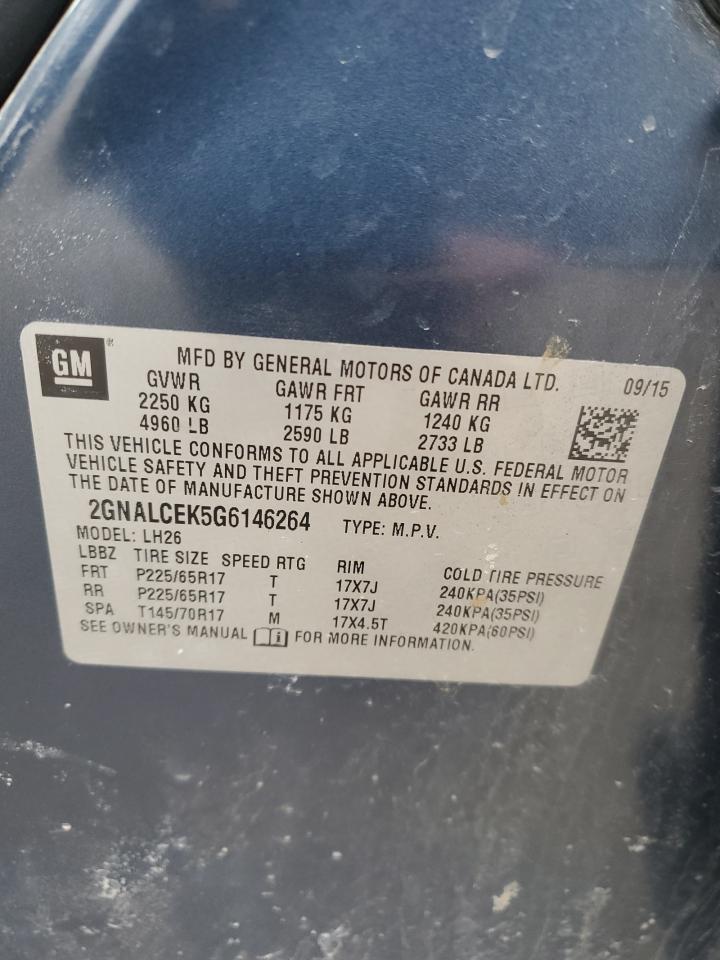 GM ® MFD BY GENERAL MOTORS OF CANADA LTD. 09/15
GVWR GAWR FRT GAWR RR
2250 KG 1175 KG 1240 KG
4960 LB 2590 LB 2733 LB
THIS VEHICLE CONFORMS TO ALL APPLICABLE U.S. FEDERAL MOTOR
VEHICLE SAFETY AND THEFT PREVENTION STANDARDS IN EFFECT ON
THE DATE OF MANUFACTURE SHOWN ABOVE.
2GNALCEK5G6146264 TYPE: M.P.V.
MODEL: LH26
LBBZ TIRE SIZE SPEED RTG RIM COLD TIRE PRESSURE
FRT P225/65R17 T 17X7J 240KPA(35PSI)
RR P225/65R17 T 17X7J 240KPA(35PSI)
SPA T145/70R17 M 17X4.5T 420KPA(60PSI)
SEE OWNER'S MANUAL FOR MORE INFORMATION.